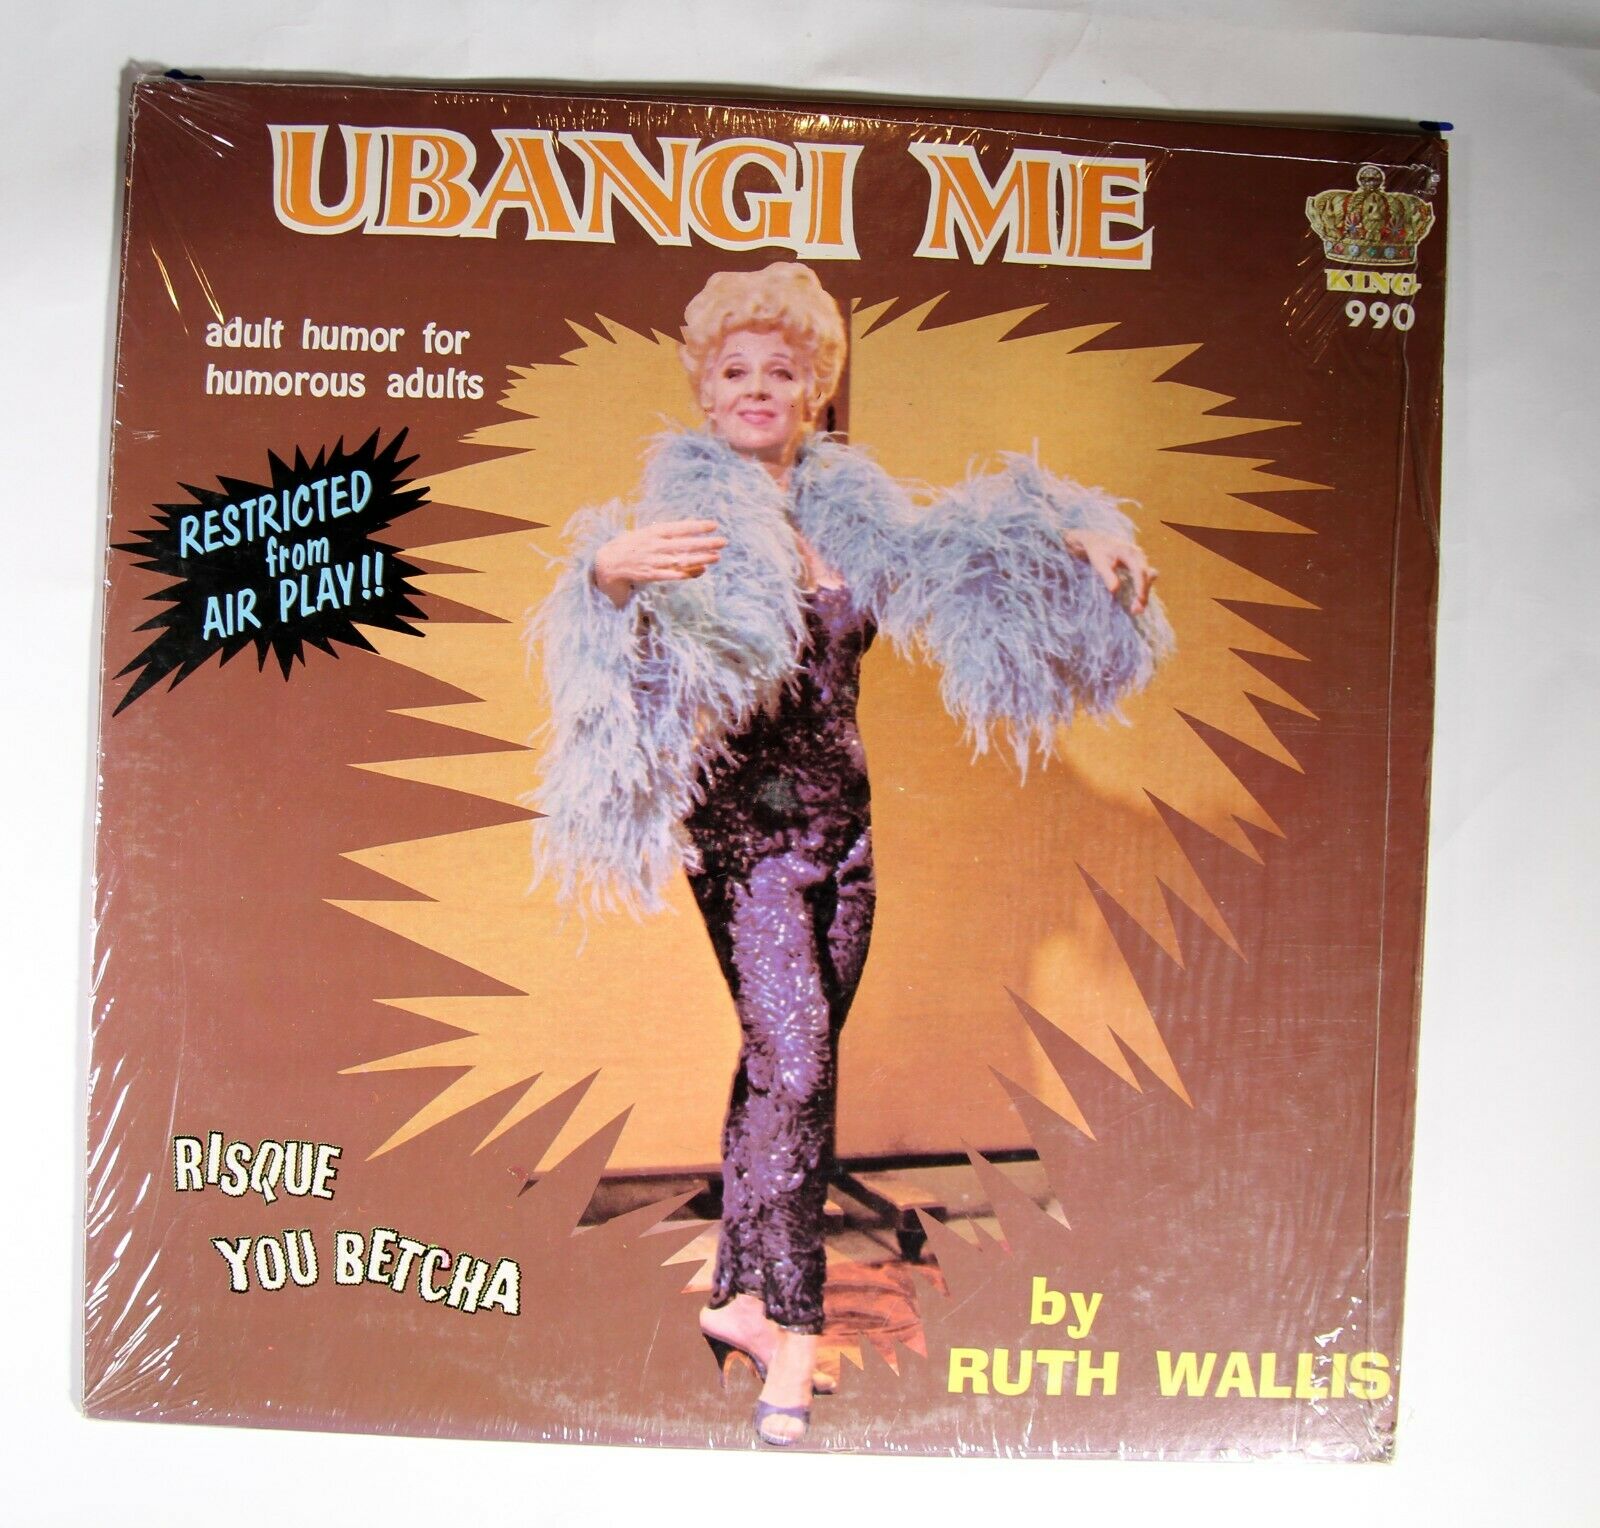 UBANGI ME
KING
990
adult humor for
humorous adults
RESTRICTED
from
AIR PLAY!!
RISQUE
YOU BETCHA
by
RUTH WALLIS